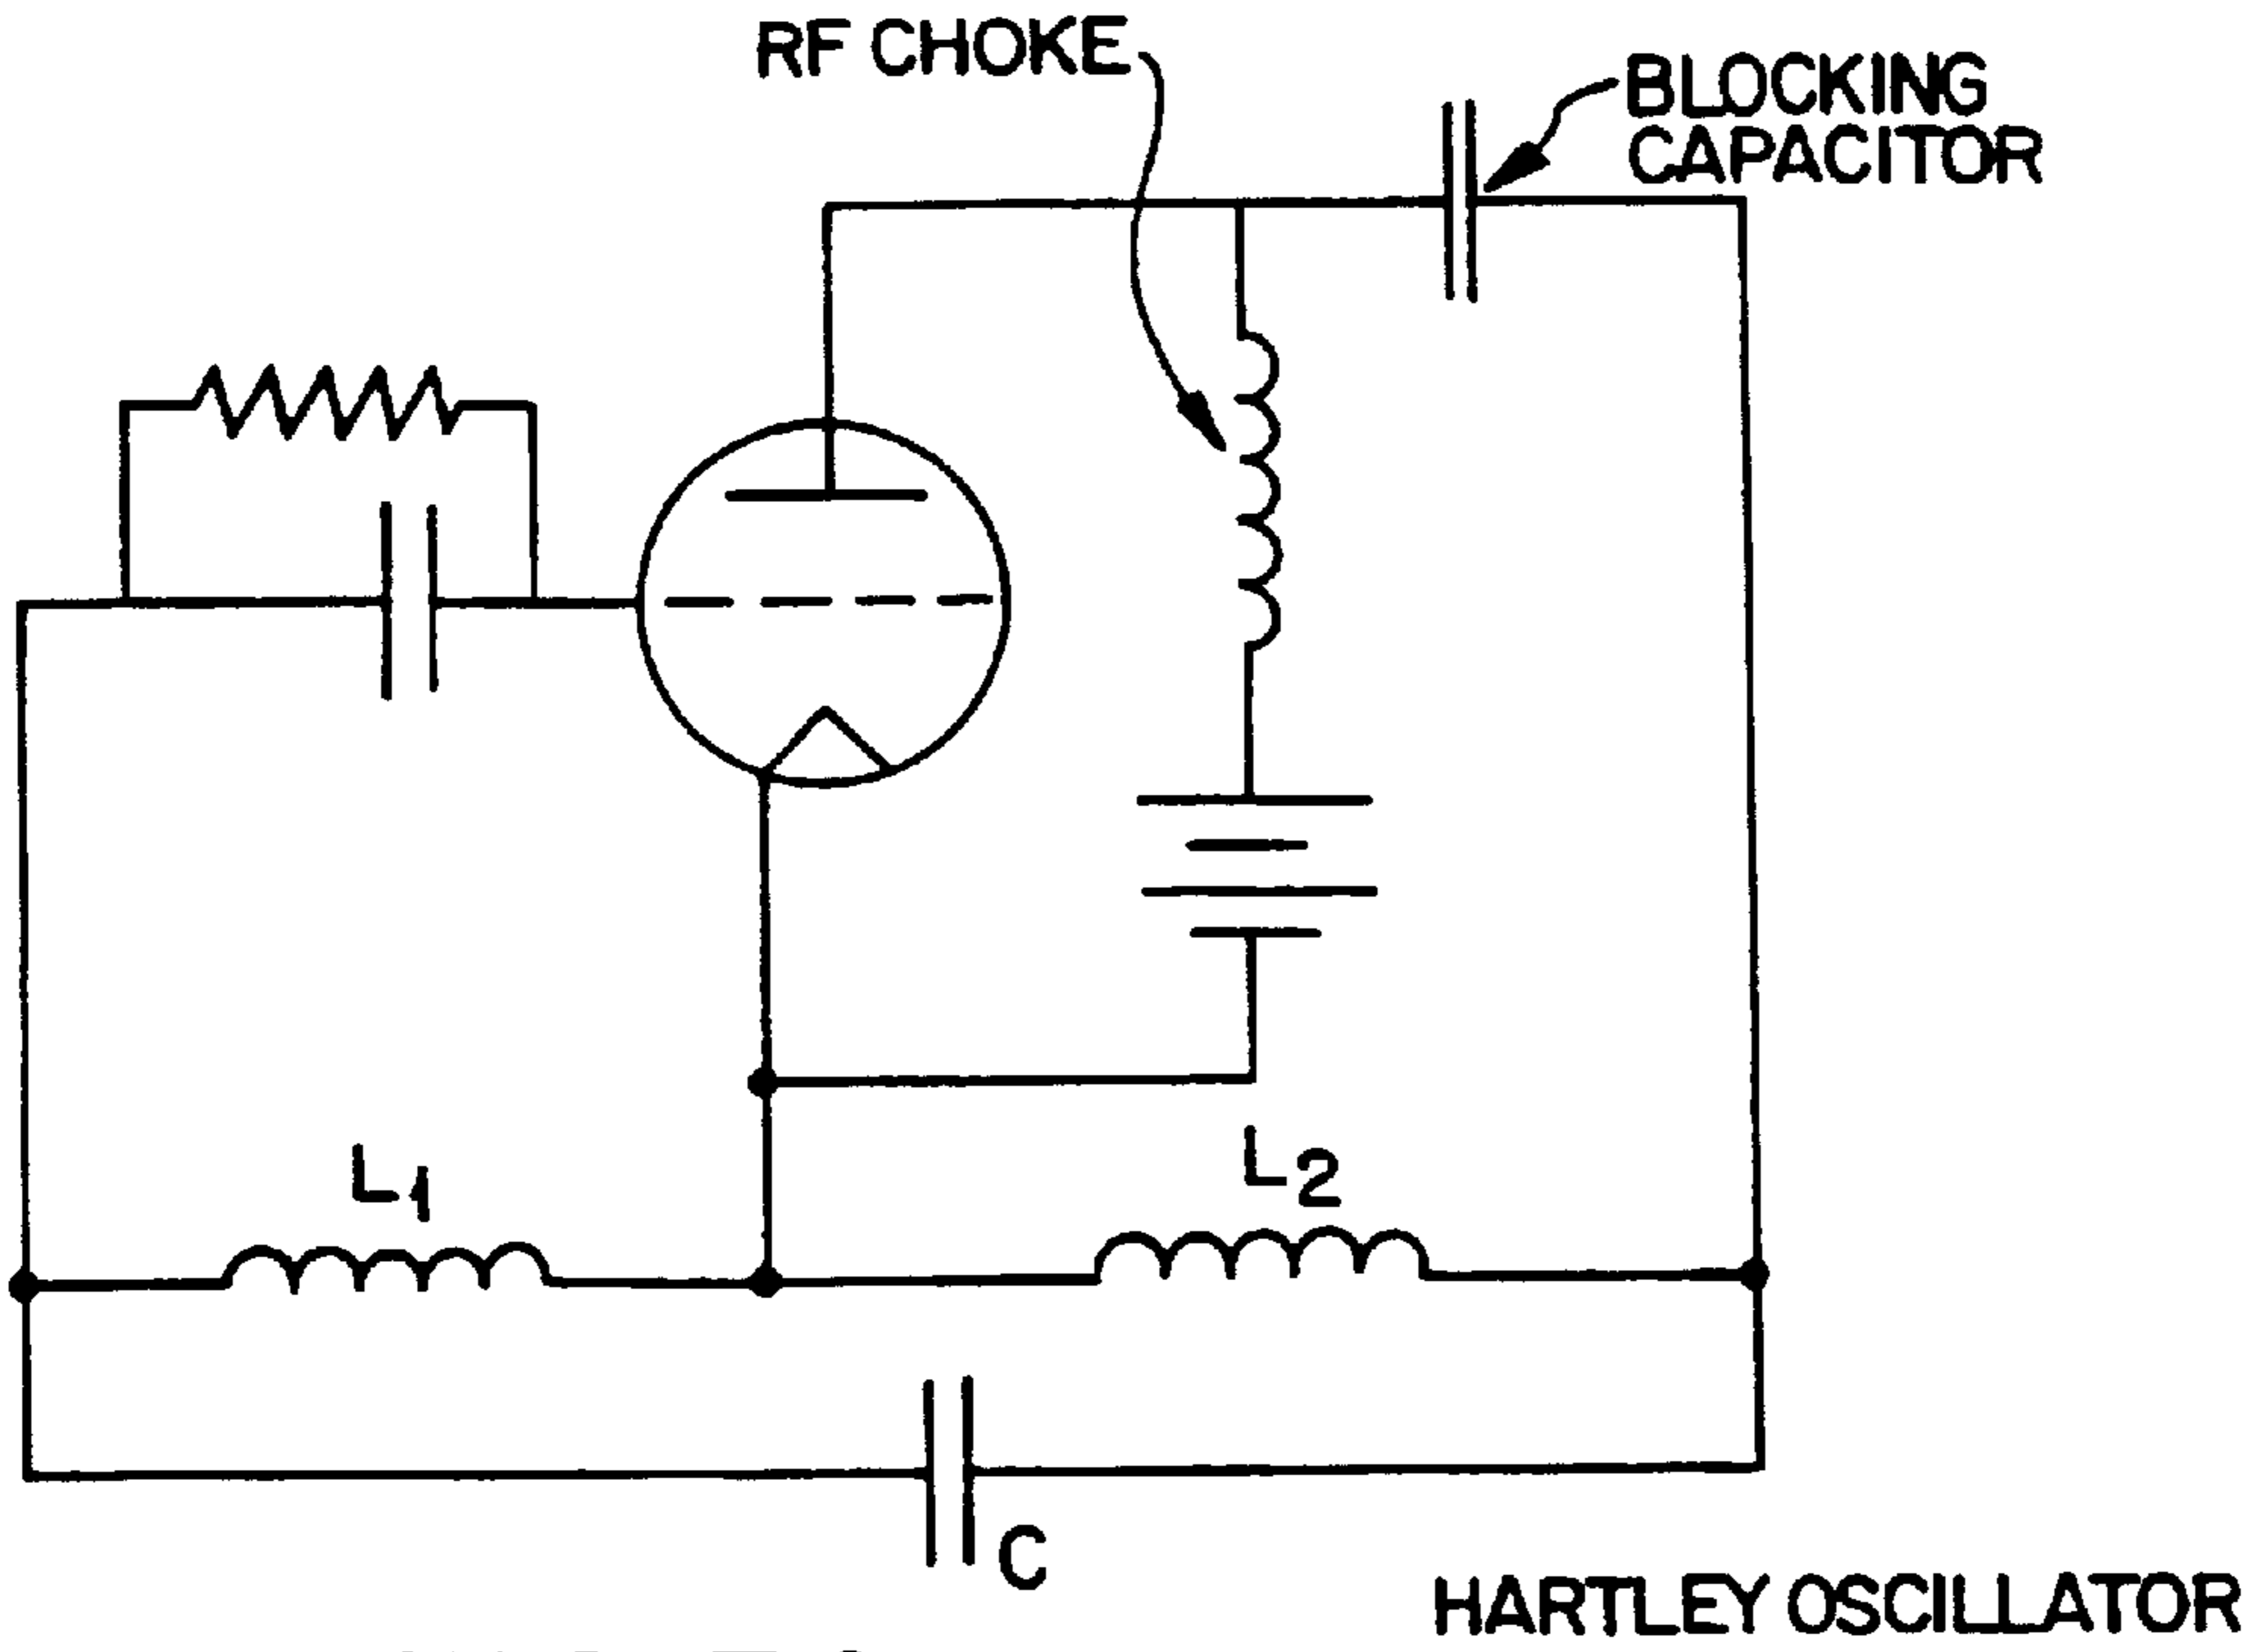 RF CHOKE
BLOCKING
CAPACITOR
L1
L2
C
HARTLEY OSCILLATOR